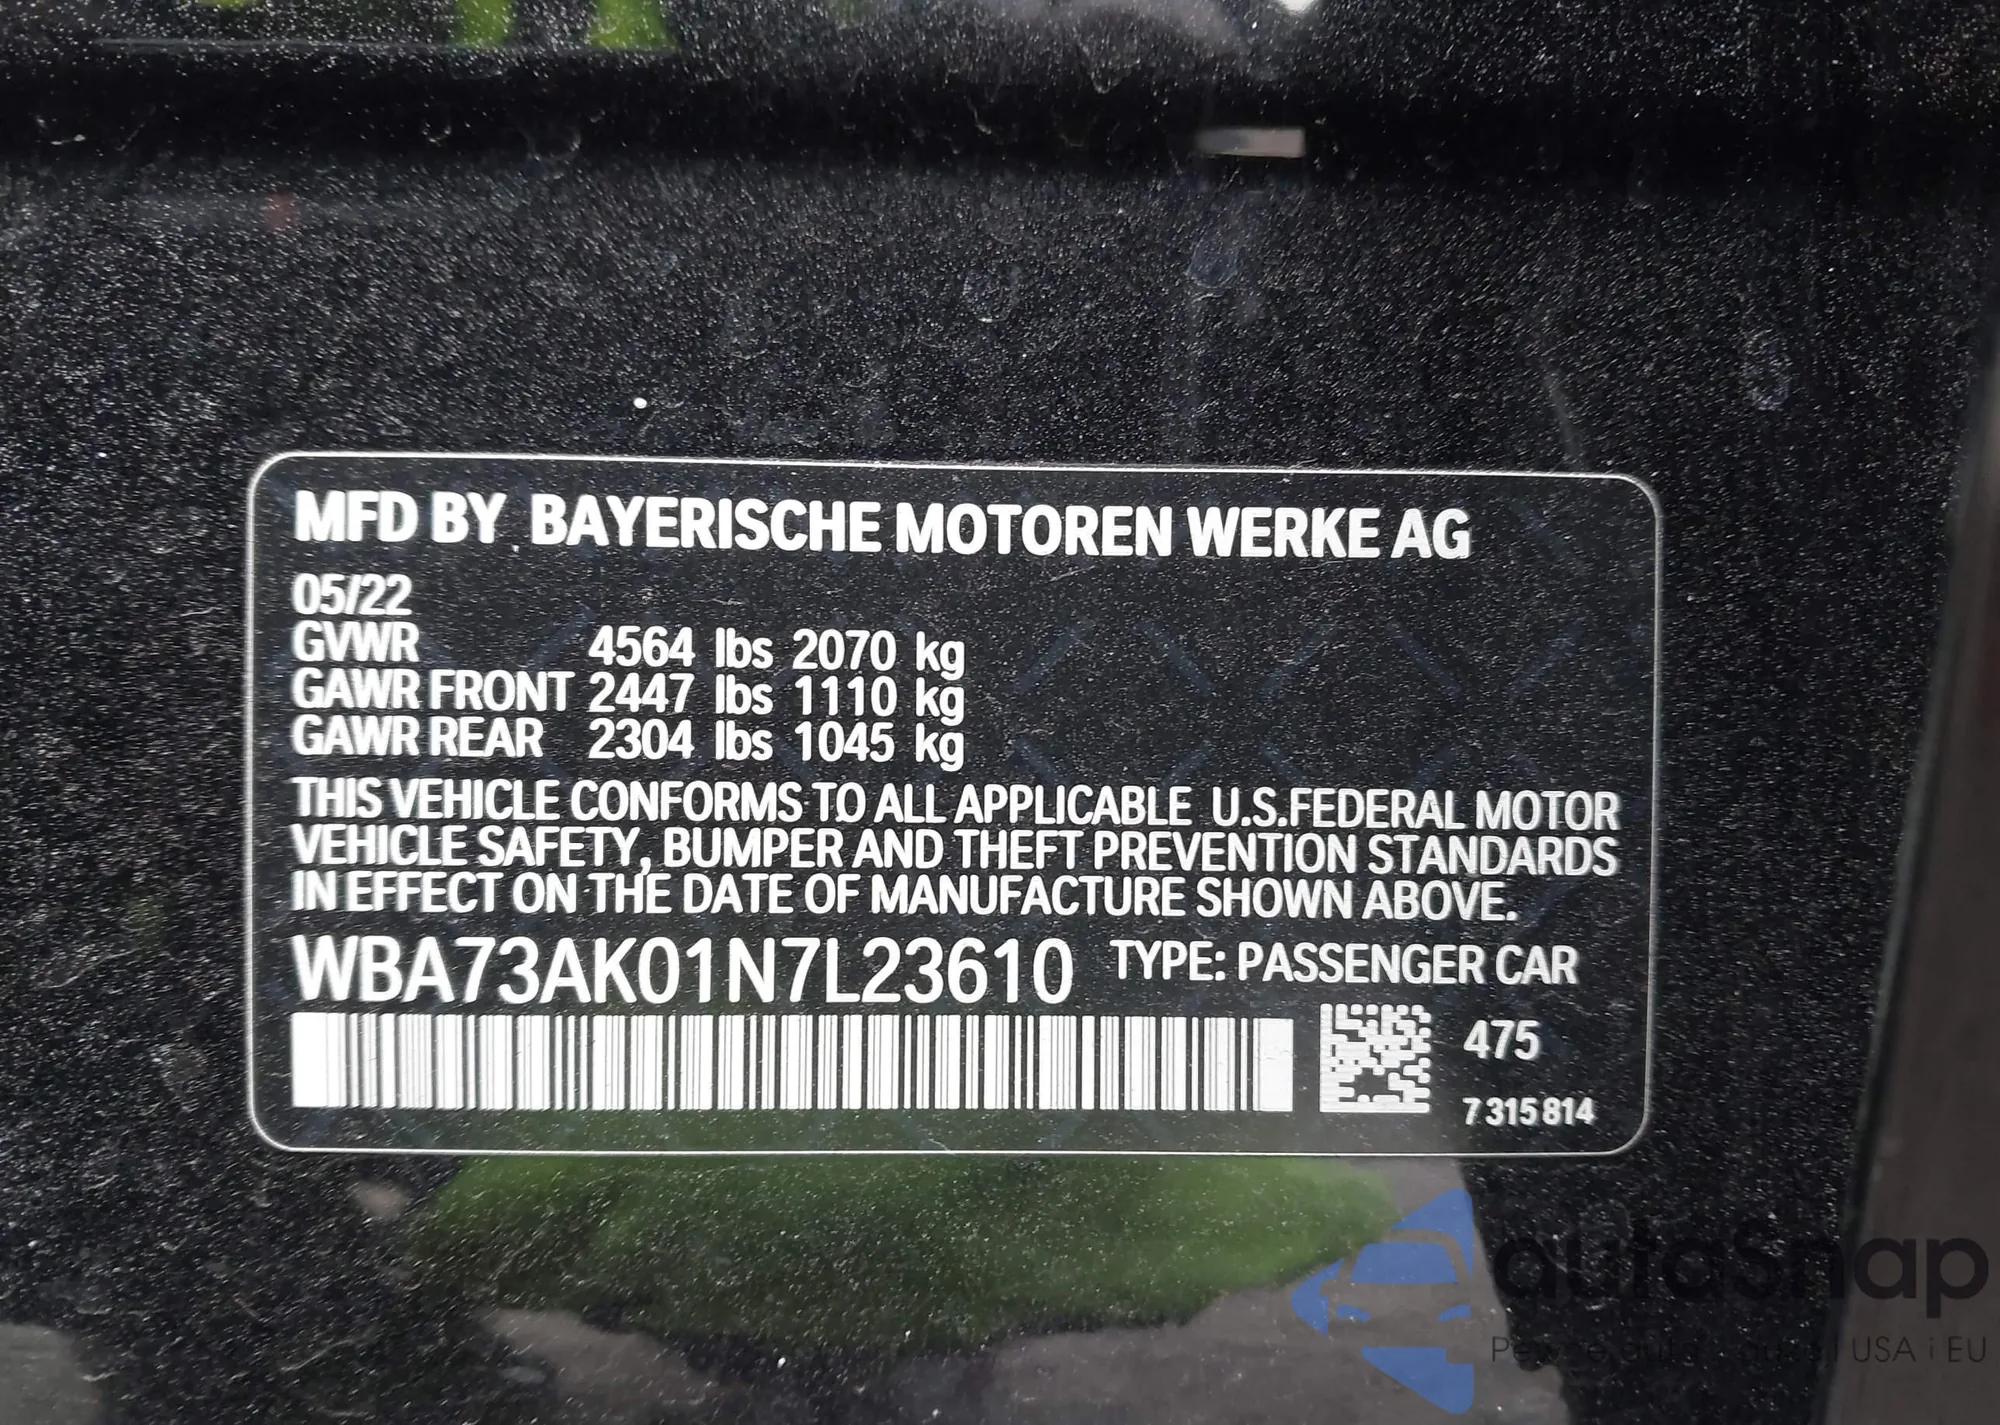 MFD BY BAYERISCHE MOTOREN WERKE AG
05/22
GVWR 4564 lbs 2070 kg
GAWR FRONT 2447 lbs 1110 kg
GAWR REAR 2304 lbs 1045 kg
THIS VEHICLE CONFORMS TO ALL APPLICABLE U.S.FEDERAL MOTOR
VEHICLE SAFETY, BUMPER AND THEFT PREVENTION STANDARDS
IN EFFECT ON THE DATE OF MANUFACTURE SHOWN ABOVE.
WBA73AK01N7L23610 TYPE: PASSENGER CAR
475
7 315 814
autaSnap
auta USA i EU